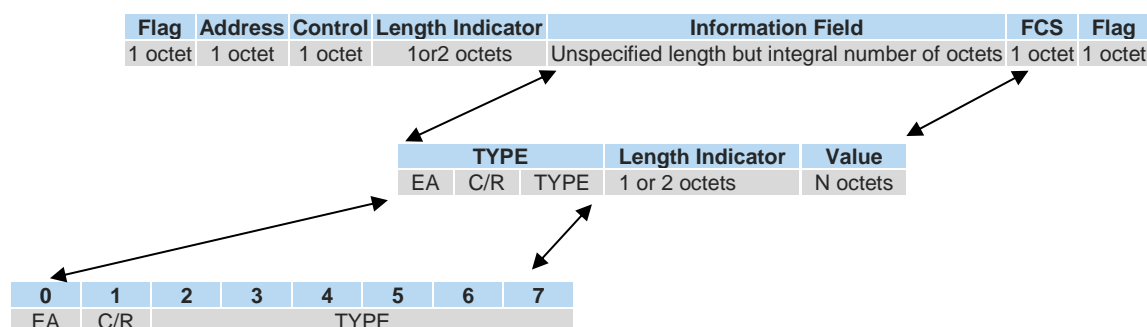 Flag Address Control Length Indicator Information Field FCS Flag
1 octet 1 octet 1 octet 1or2 octets Unspecified length but integral number of octets 1 octet 1 octet
TYPE Length Indicator Value
EA C/R TYPE 1 or 2 octets N octets
0 1 2 3 4 5 6 7
EA C/R TYPE